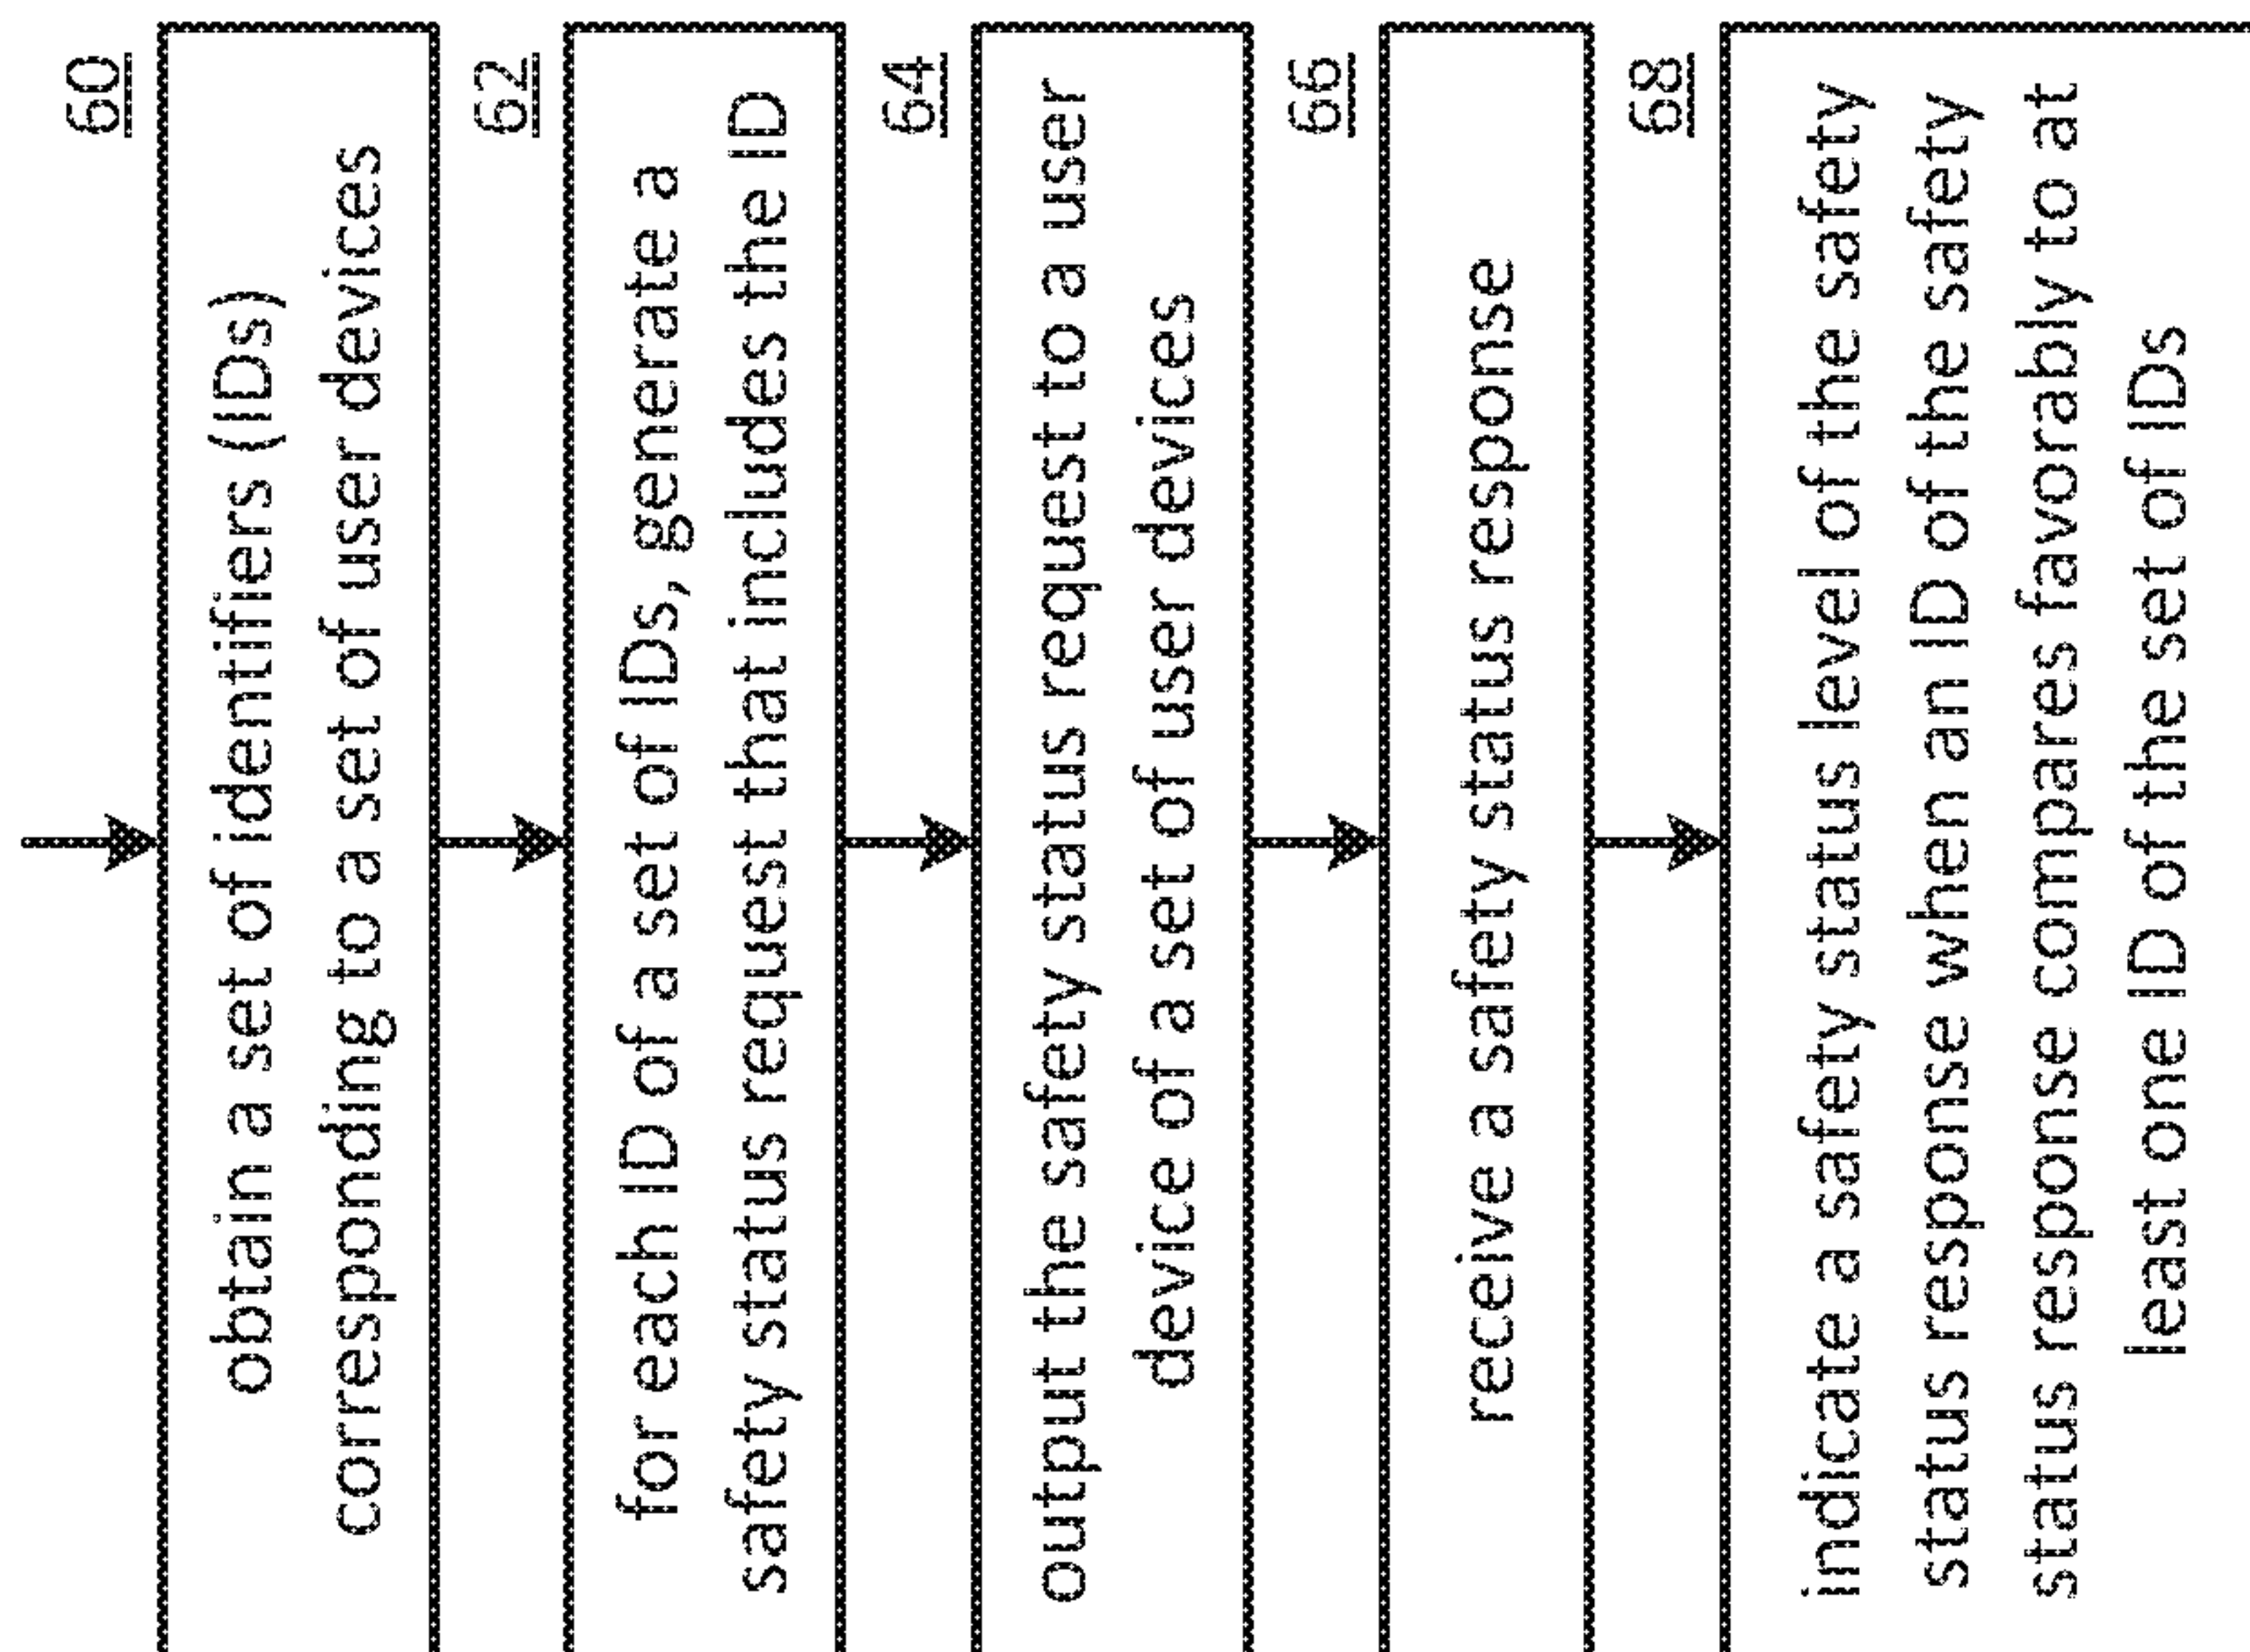 60
obtain a set of identifiers (IDs)
corresponding to a set of user devices
62
for each ID of a set of IDs, generate a
safety status request that includes the ID
64
output the safety status request to a user
device of a set of user devices
66
receive a safety status response
68
indicate a safety status level of the safety
status response when an ID of the safety
status response compares favorably to at
least one ID of the set of IDs